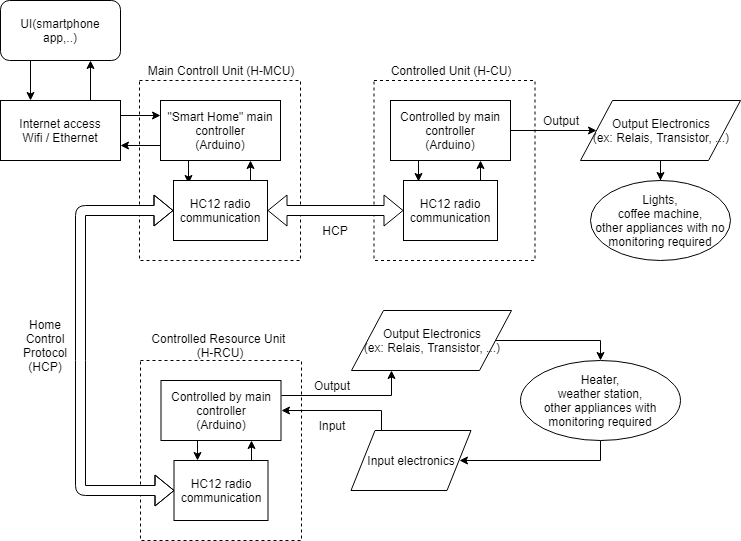 UI(smartphone
app,..)
Main Controll Unit (H-MCU)
Controlled Unit (H-CU)
Internet access
Wifi / Ethernet
"Smart Home" main
controller
(Arduino)
Controlled by main
controller
(Arduino)
Output
Output Electronics
(ex: Relais, Transistor, ...)
HC12 radio
communication
HCP
HC12 radio
communication
Lights,
coffee machine,
other appliances with no
monitoring required
Home
Control
Protocol
(HCP)
Controlled Resource Unit
(H-RCU)
Output Electronics
(ex: Relais, Transistor, ...)
Controlled by main
controller
(Arduino)
Output
Input
Heater,
weather station,
other appliances with
monitoring required
Input electronics
HC12 radio
communication